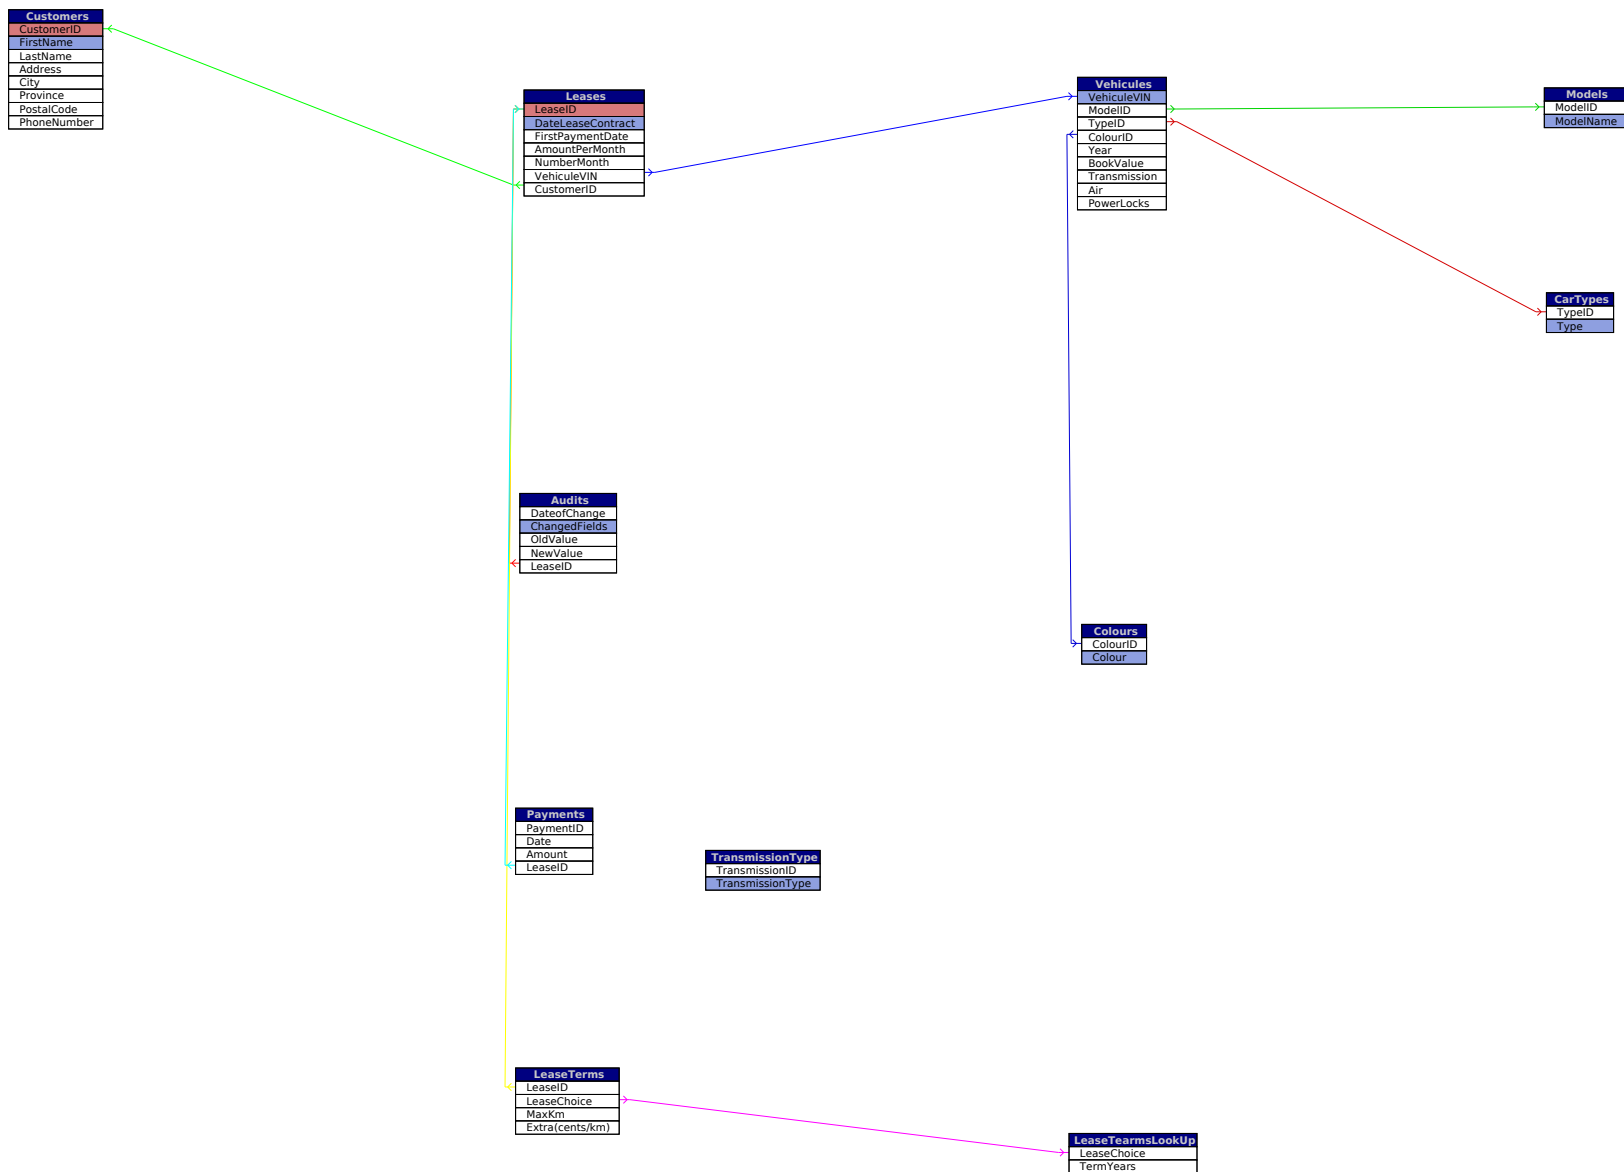 Customers
CustomerID
FirstName
LastName
Address
City
Province
PostalCode
PhoneNumber
Leases
LeaseID
DateLeaseContract
FirstPaymentDate
AmountPerMonth
NumberMonth
VehiculeVIN
CustomerID
Vehicules
VehiculeVIN
ModelID
TypeID
ColourID
Year
BookValue
Transmission
Air
PowerLocks
Models
ModelID
ModelName
CarTypes
TypeID
Type
Audits
DateofChange
ChangedFields
OldValue
NewValue
LeaseID
Colours
ColourID
Colour
Payments
PaymentID
Date
Amount
LeaseID
TransmissionType
TransmissionID
TransmissionType
LeaseTerms
LeaseID
LeaseChoice
MaxKm
Extra(cents/km)
LeaseTearmsLookUp
LeaseChoice
TermYears